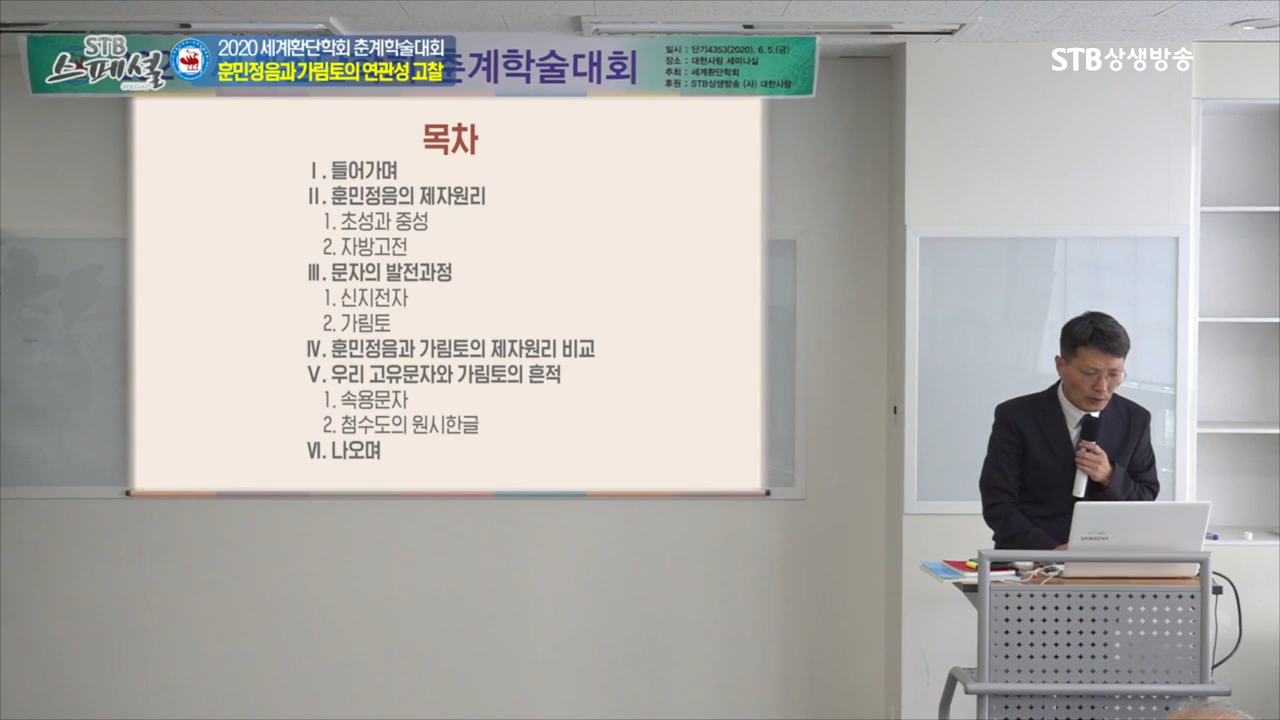 STB
스페셜
SPECIAL
2020 세계환단학회 춘계학술대회
훈민정음과 가림토의 연관성 고찰
춘계학술대회
일시 : 단기4353(2020). 6. 5.(금)
장소 : 대한사랑 세미나실
주최 : 세계환단학회
후원 : STB상생방송 (사) 대한사랑
STB상생방송
목차
Ⅰ. 들어가며
Ⅱ. 훈민정음의 제자원리
1. 초성과 중성
2. 자방고전
Ⅲ. 문자의 발전과정
1. 신지전자
2. 가림토
Ⅳ. 훈민정음과 가림토의 제자원리 비교
Ⅴ. 우리 고유문자와 가림토의 흔적
1. 속용문자
2. 첨수도의 원시한글
Ⅵ. 나오며